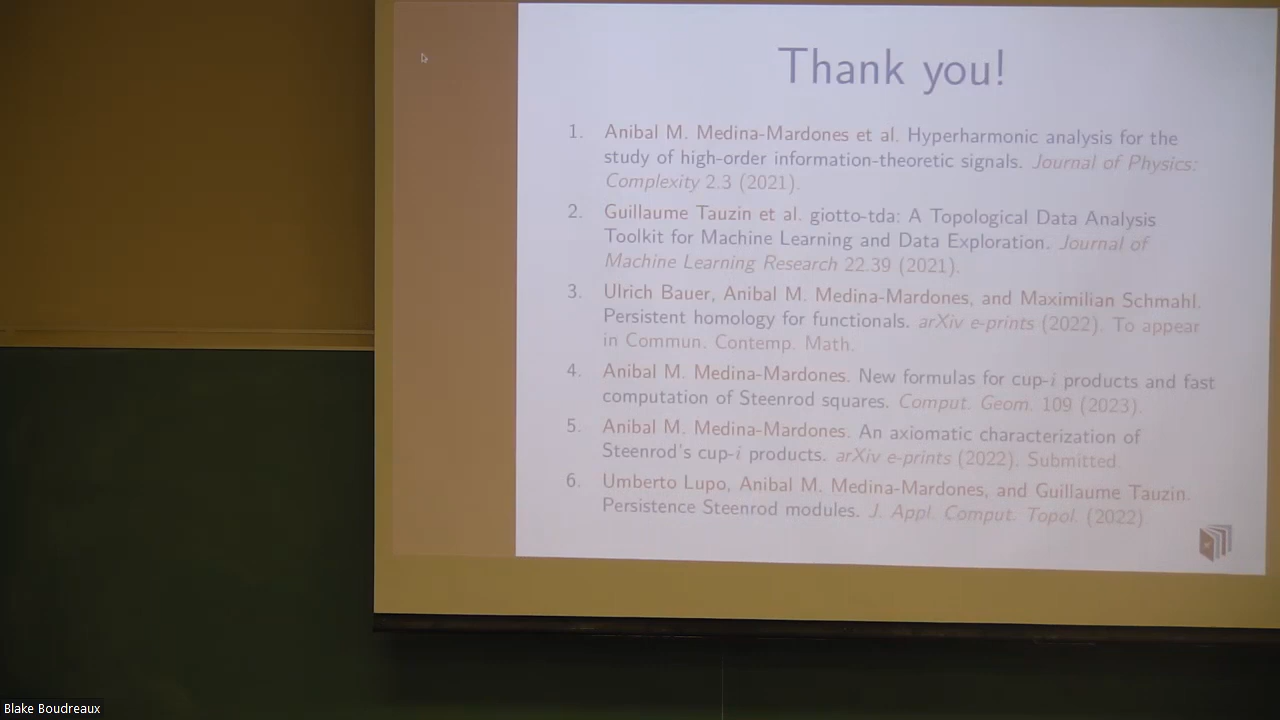 Thank you!
1. Anibal M. Medina-Mardones et al. Hyperharmonic analysis for the
study of high-order information-theoretic signals. Journal of Physics:
Complexity 2.3 (2021).
2. Guillaume Tauzin et al. giotto-tda: A Topological Data Analysis
Toolkit for Machine Learning and Data Exploration. Journal of
Machine Learning Research 22.39 (2021).
3. Ulrich Bauer, Anibal M. Medina-Mardones, and Maximilian Schmahl.
Persistent homology for functionals. arXiv e-prints (2022). To appear
in Commun. Contemp. Math.
4. Anibal M. Medina-Mardones. New formulas for cup-i products and fast
computation of Steenrod squares. Comput. Geom. 109 (2023).
5. Anibal M. Medina-Mardones. An axiomatic characterization of
Steenrod's cup-i products. arXiv e-prints (2022). Submitted.
6. Umberto Lupo, Anibal M. Medina-Mardones, and Guillaume Tauzin.
Persistence Steenrod modules. J. Appl. Comput. Topol. (2022).
Blake Boudreaux